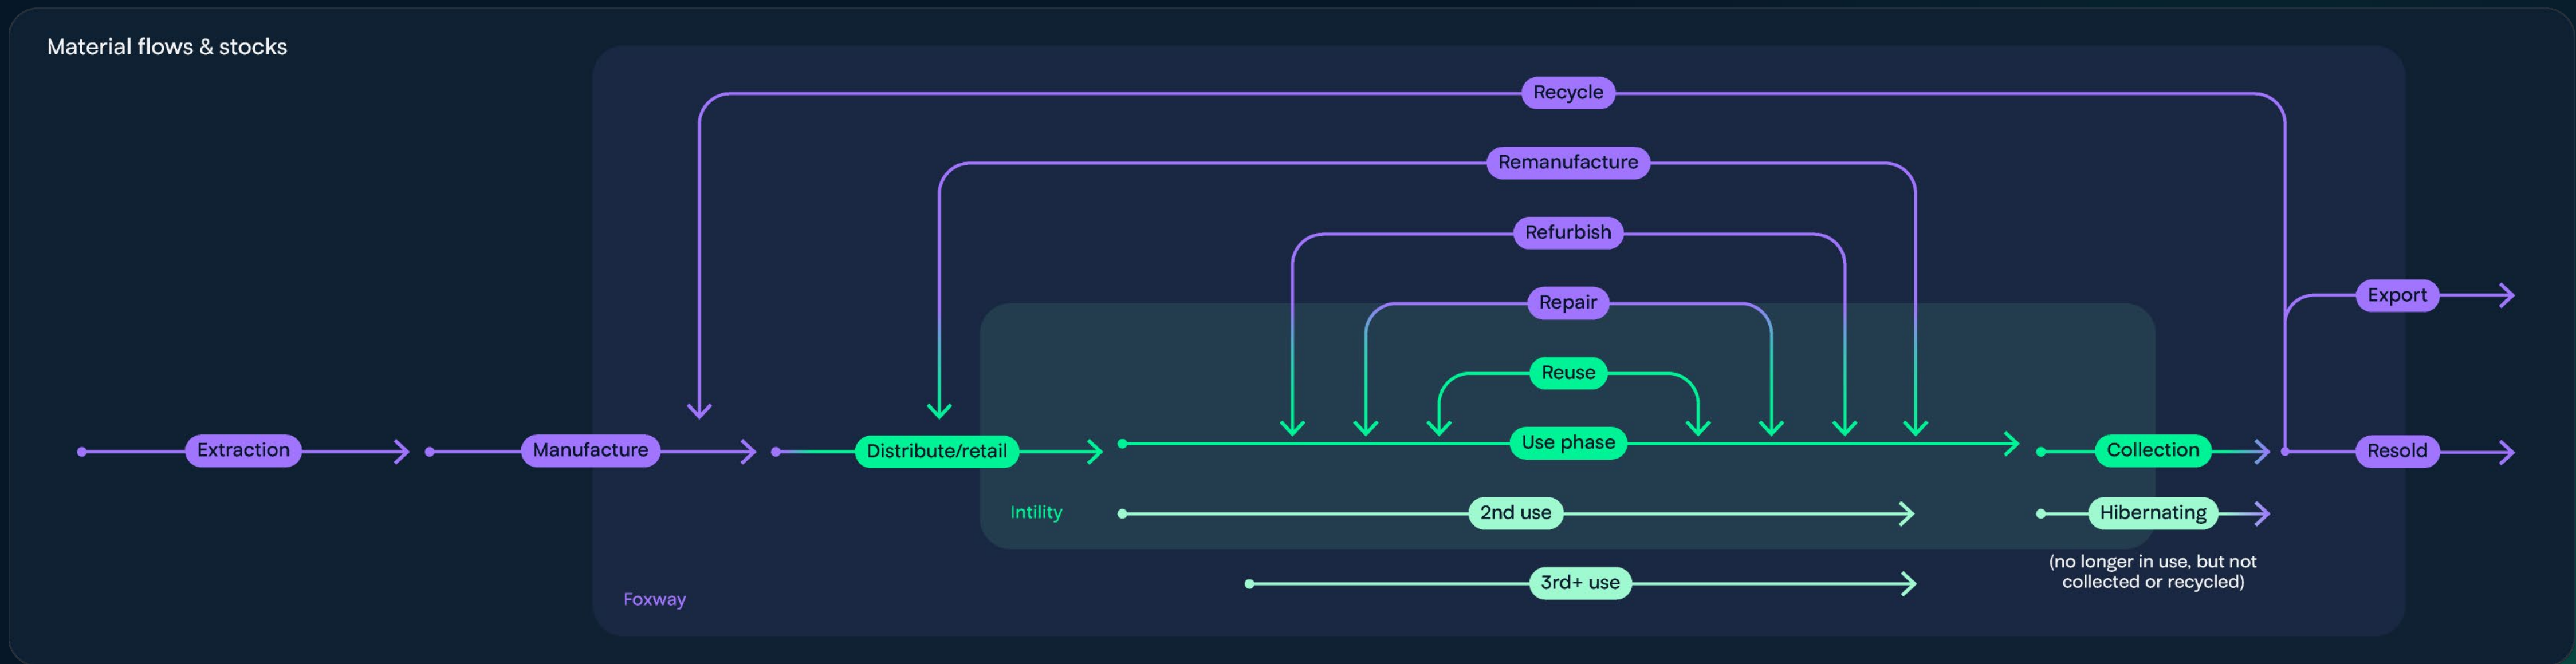 Material flows & stocks
Recycle
Remanufacture
Refurbish
Export
Repair
Reuse
Extraction
Manufacture
Distribute/retail
Use phase
Collection
Resold
Intility
2nd use
Hibernating
(no longer in use, but not
collected or recycled)
3rd+ use
Foxway